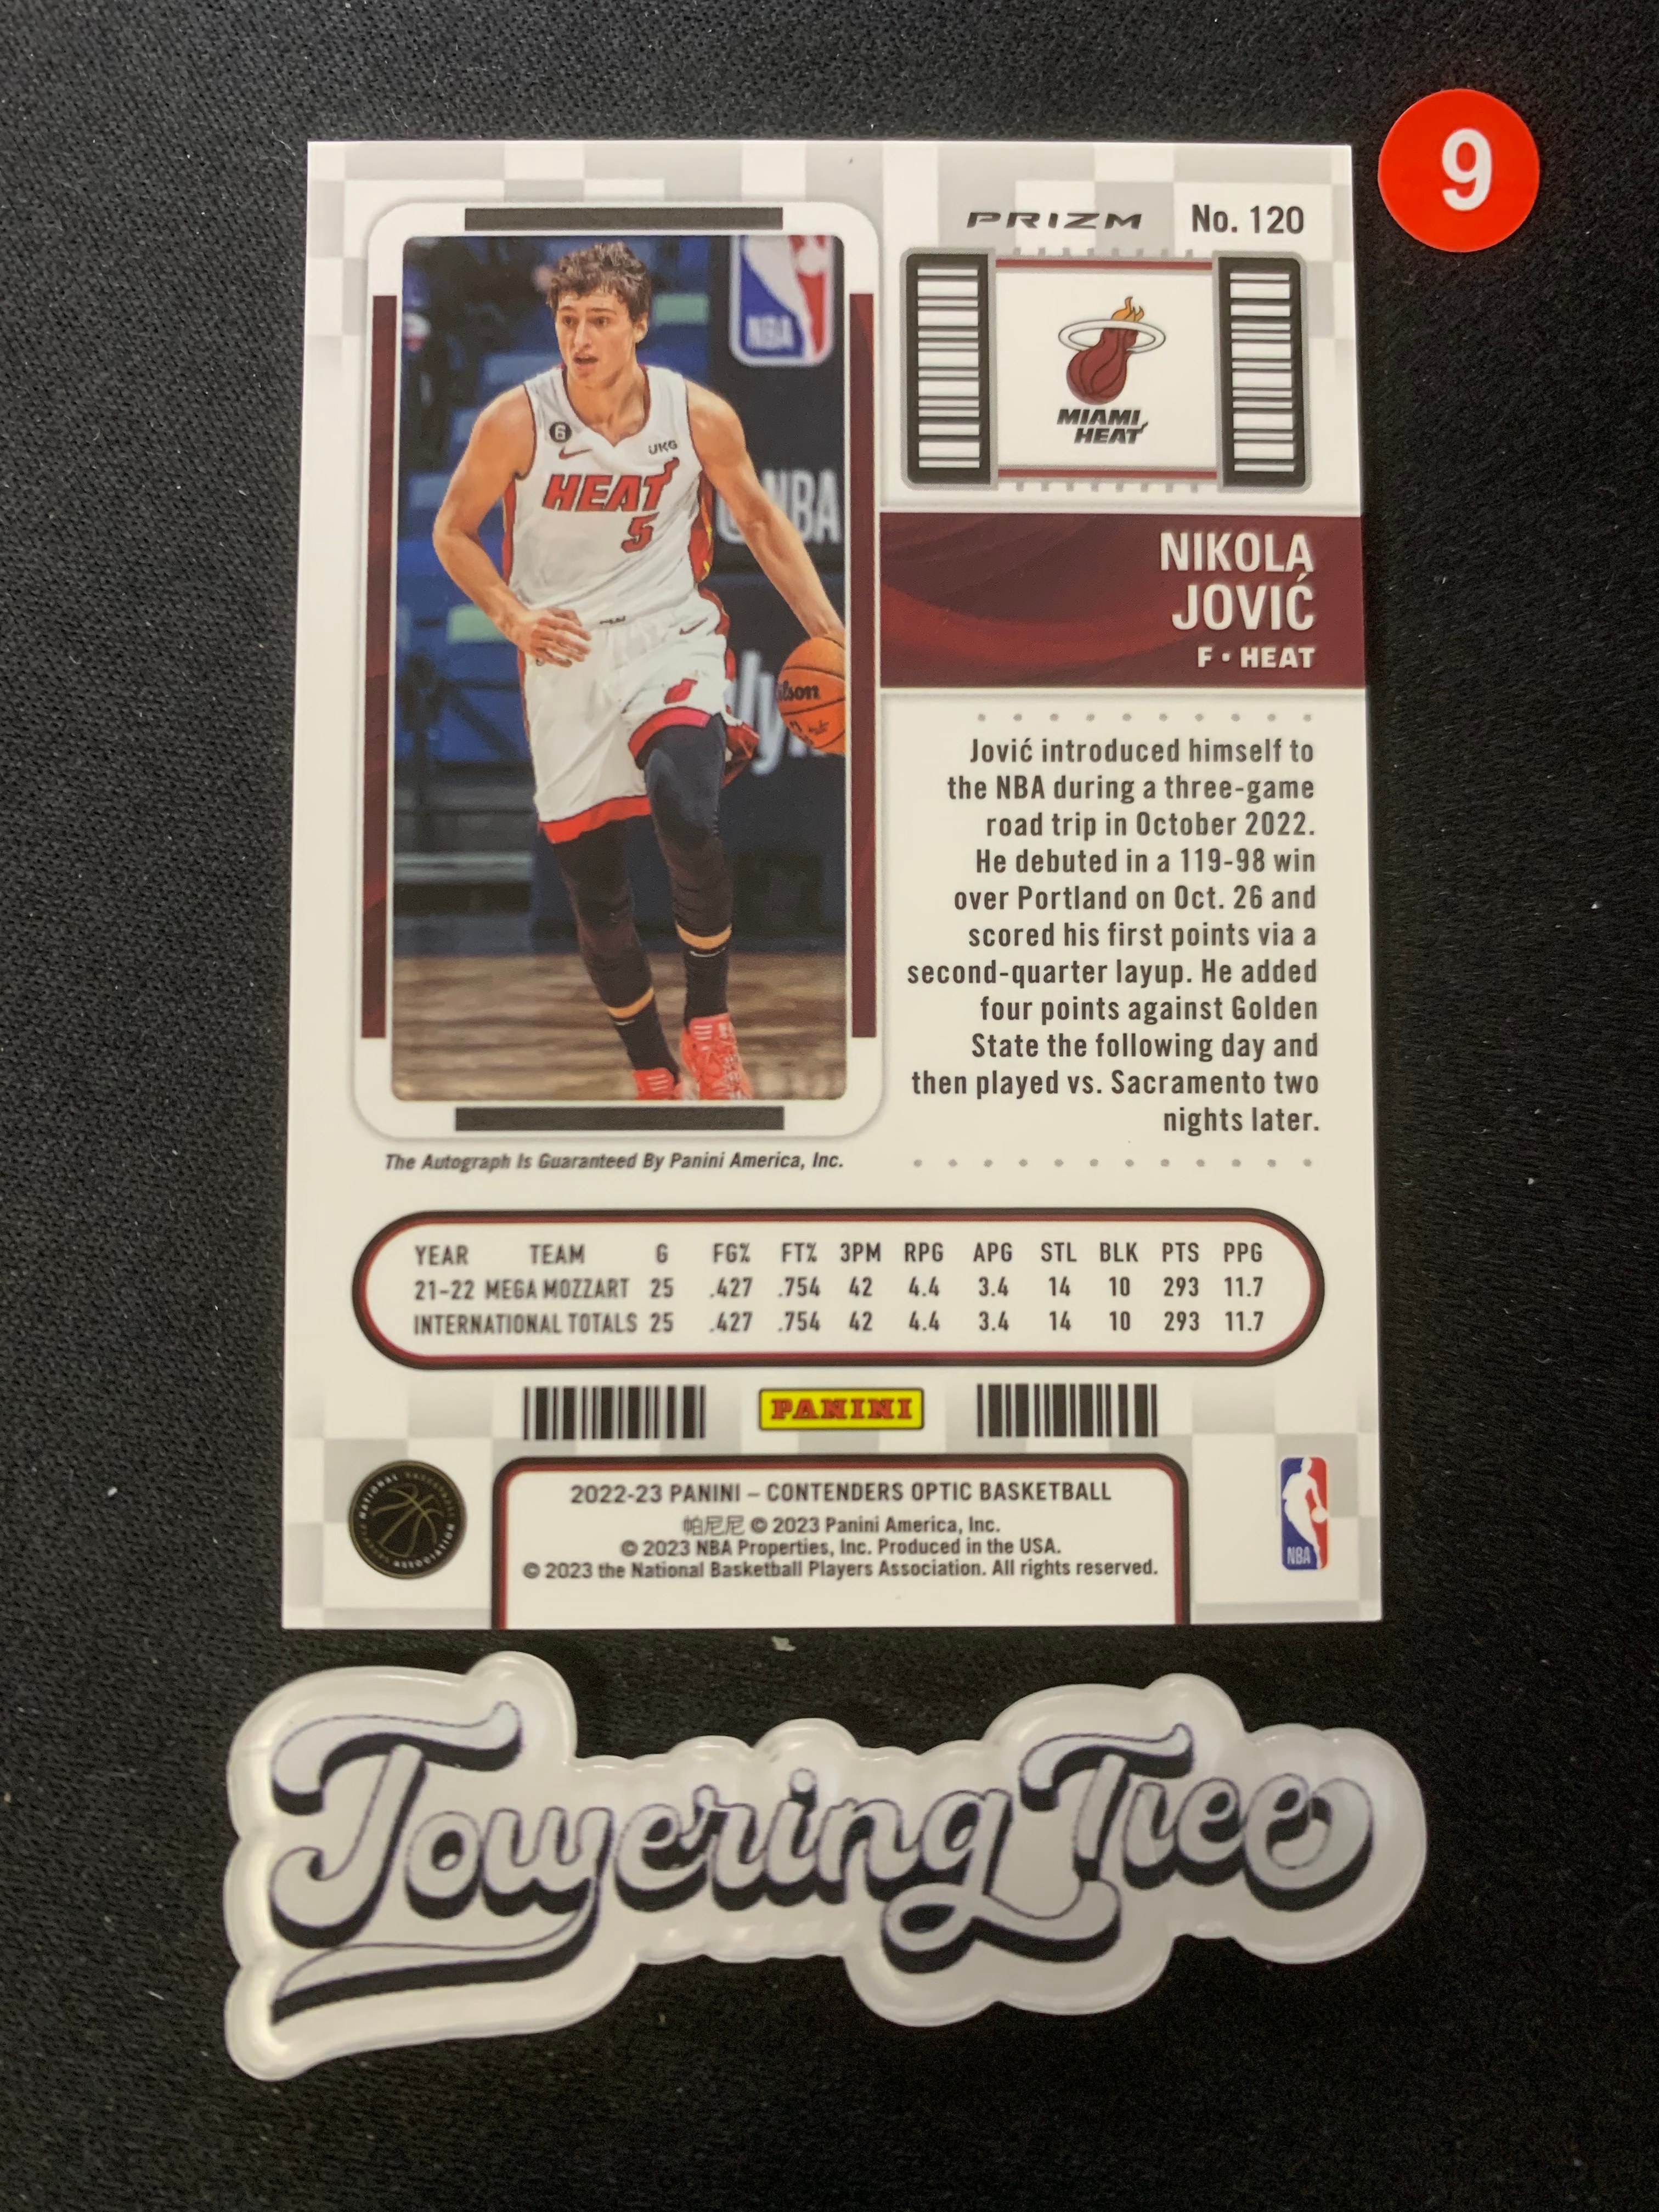 9
PRIZM No. 120
NBA
MIAMI
HEAT
6
UKG
HEAT
5
NBA
NIKOLA
JOVIĆ
F • HEAT
Jović introduced himself to
the NBA during a three-game
road trip in October 2022.
He debuted in a 119-98 win
over Portland on Oct. 26 and
scored his first points via a
second-quarter layup. He added
four points against Golden
State the following day and
then played vs. Sacramento two
nights later.
The Autograph Is Guaranteed By Panini America, Inc.
YEAR TEAM G FG% FT% 3PM RPG APG STL BLK PTS PPG
21-22 MEGA MOZZART 25 .427 .754 42 4.4 3.4 14 10 293 11.7
INTERNATIONAL TOTALS 25 .427 .754 42 4.4 3.4 14 10 293 11.7
PANINI
2022-23 PANINI – CONTENDERS OPTIC BASKETBALL
帕尼尼 © 2023 Panini America, Inc.
© 2023 NBA Properties, Inc. Produced in the USA.
© 2023 the National Basketball Players Association. All rights reserved.
NBA
ToweringTree